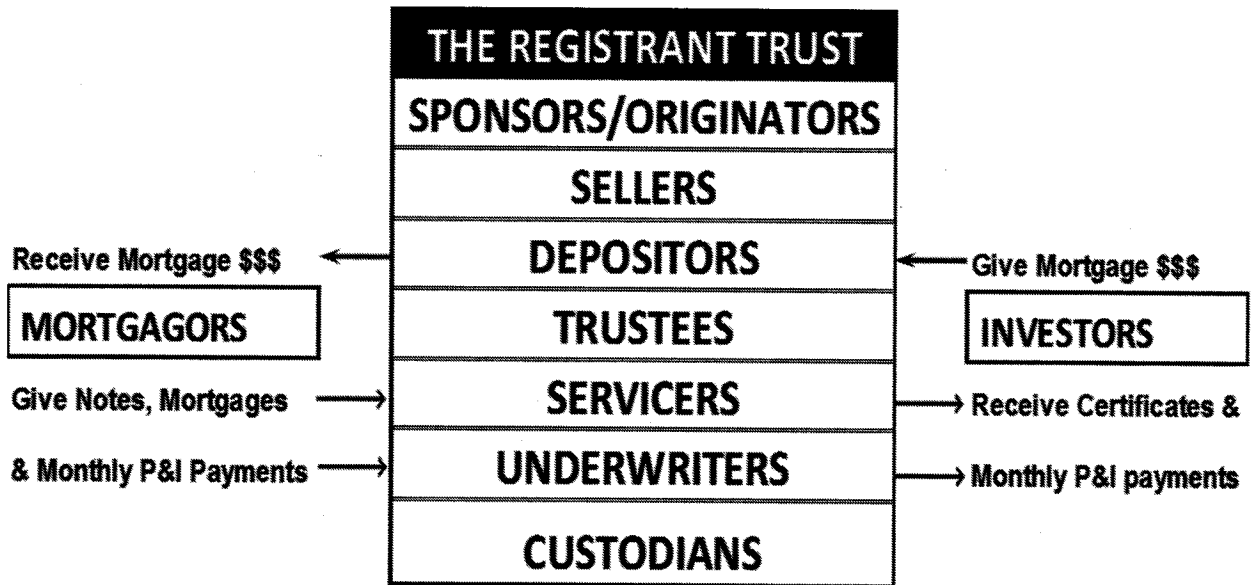 THE REGISTRANT TRUST
SPONSORS/ORIGINATORS
SELLERS
DEPOSITORS
TRUSTEES
SERVICERS
UNDERWRITERS
CUSTODIANS
Receive Mortgage $$$
MORTGAGORS
Give Notes, Mortgages
& Monthly P&I Payments
Give Mortgage $$$
INVESTORS
Receive Certificates &
Monthly P&I payments